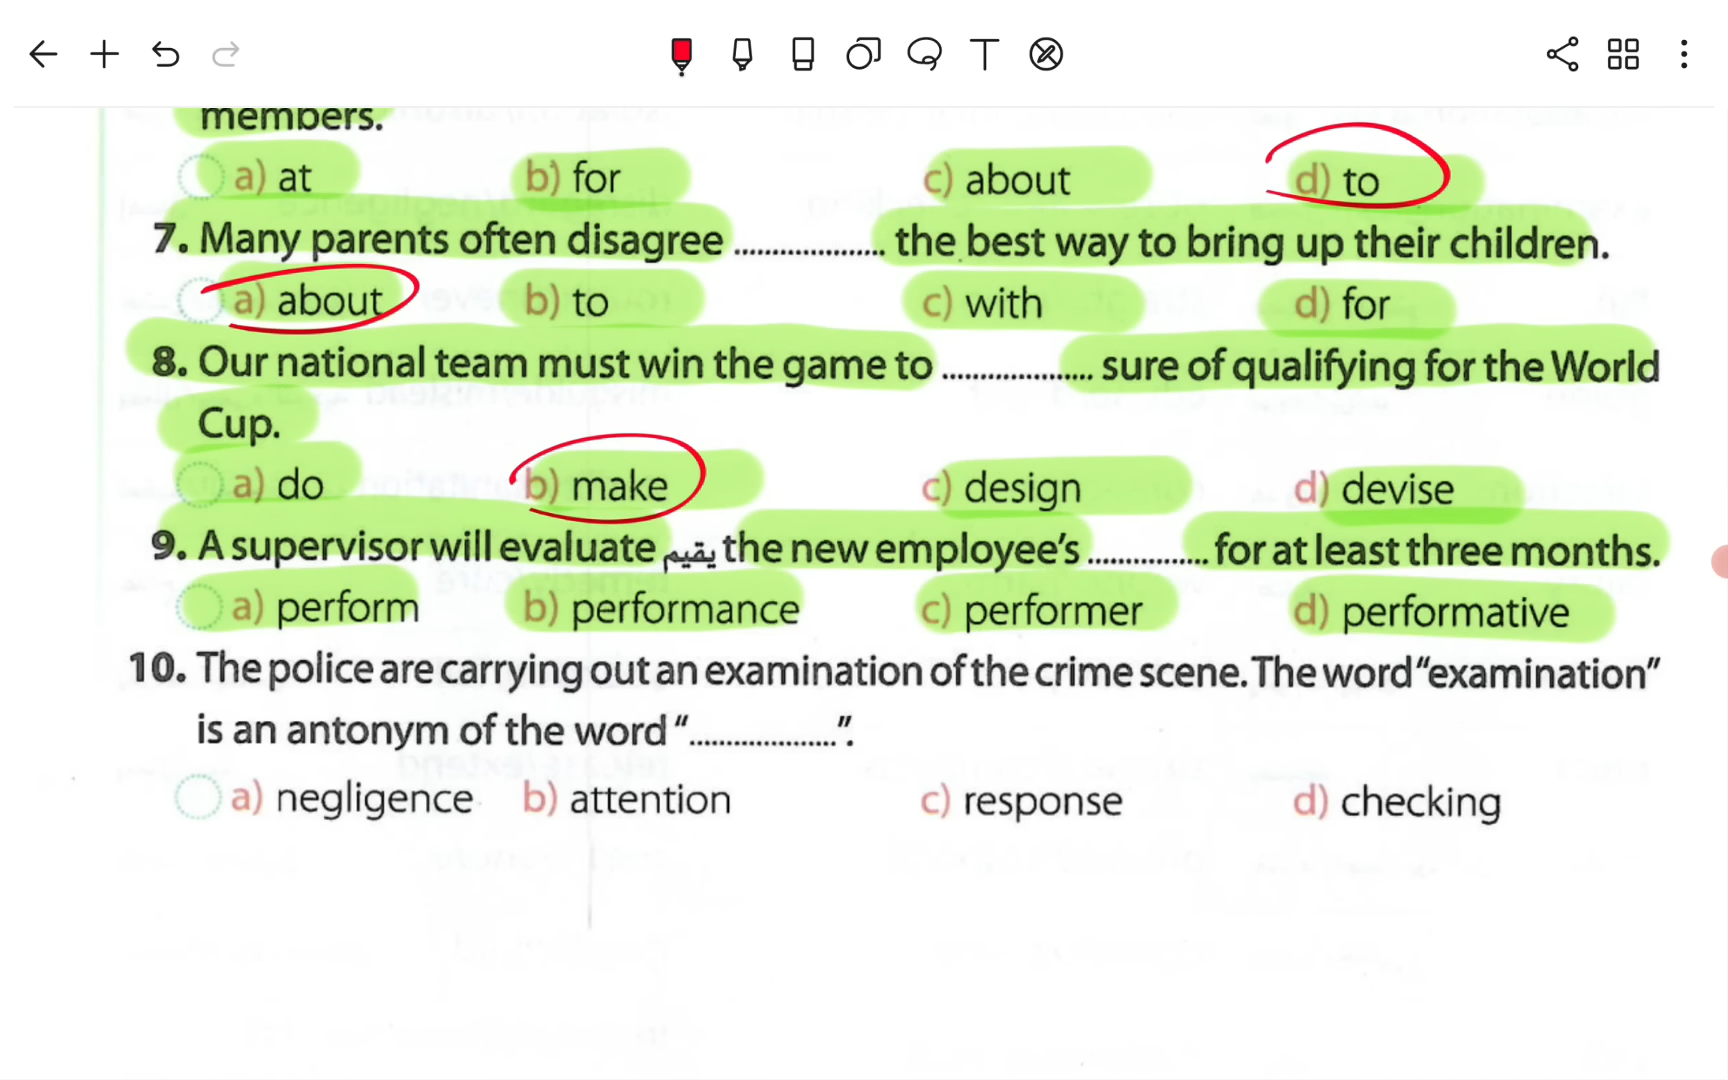 members.
a) at b) for c) about d) to
7. Many parents often disagree .................... the best way to bring up their children.
a) about b) to c) with d) for
8. Our national team must win the game to .................... sure of qualifying for the World
Cup.
a) do b) make c) design d) devise
9. A supervisor will evaluate يقيم the new employee's ................ for at least three months.
a) perform b) performance c) performer d) performative
10. The police are carrying out an examination of the crime scene. The word “examination”
is an antonym of the word “....................”.
a) negligence b) attention c) response d) checking